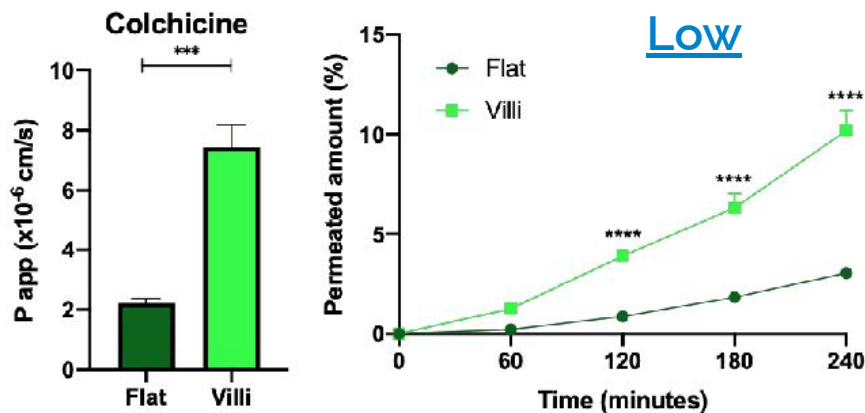 Colchicine
***
P app (x10⁻⁶ cm/s)
10
8
6
4
2
0
Flat
Villi
Low
Flat
Villi
Permeated amount (%)
15
10
5
0
****
****
****
0
60
120
180
240
Time (minutes)